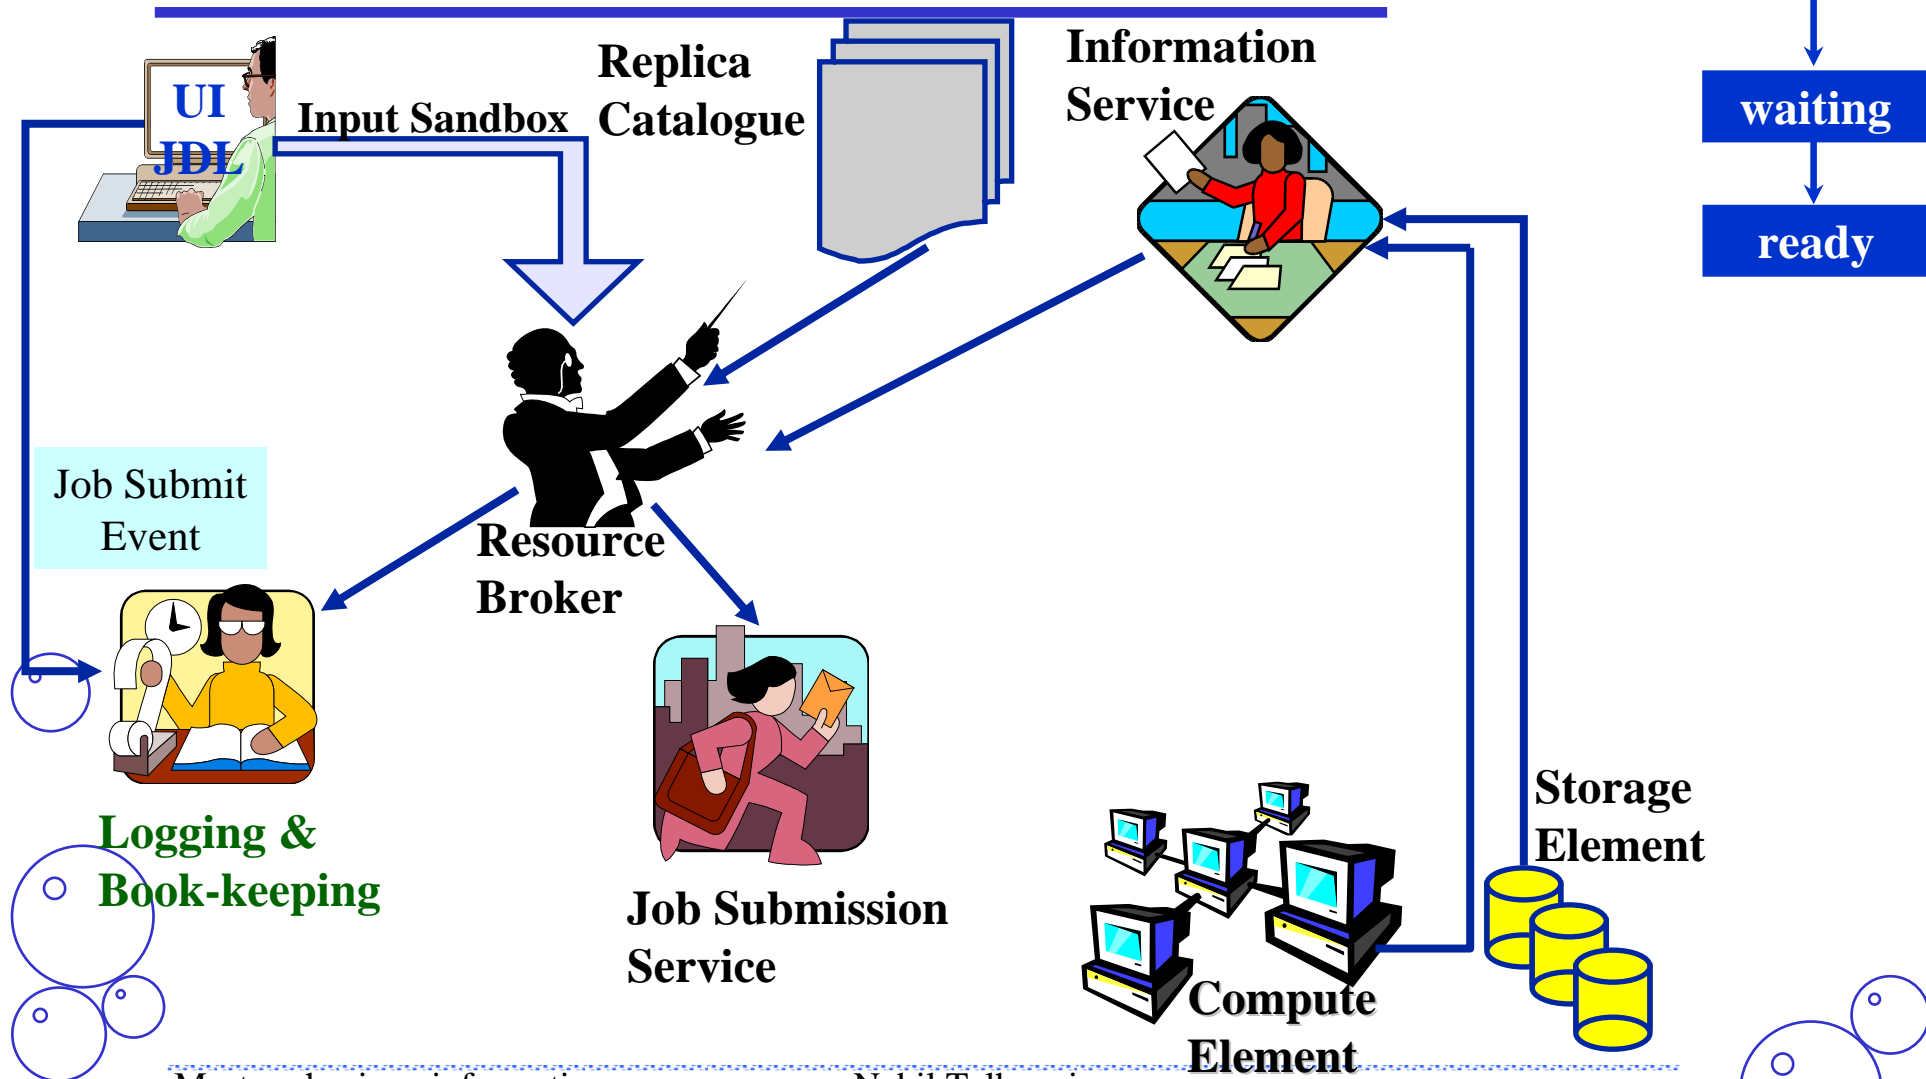 UI
JDL
Input Sandbox
Replica
Catalogue
Information
Service
waiting
ready
Job Submit
Event
Resource
Broker
Storage
Element
Logging &
Book-keeping
Job Submission
Service
Compute
Element